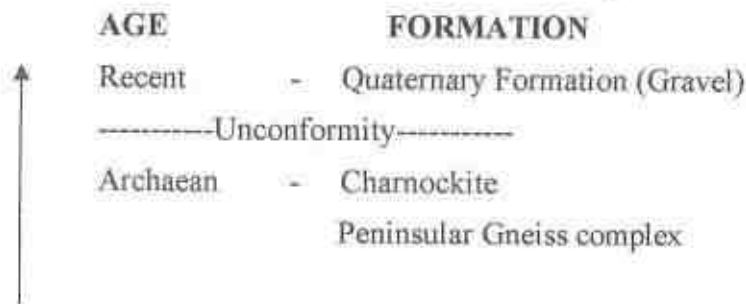 AGE FORMATION
Recent - Quaternary Formation (Gravel)
-----------Unconformity-----------
Archaean - Charnockite
Peninsular Gneiss complex